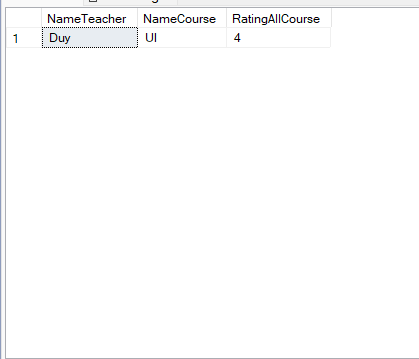 NameTeacher NameCourse RatingAllCourse
1 Duy UI 4